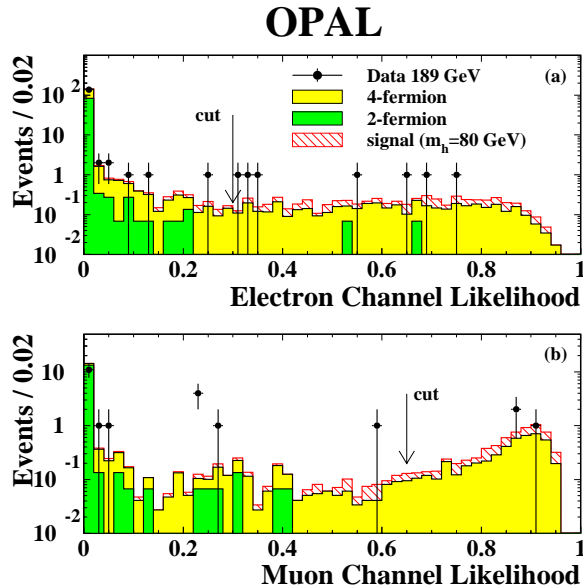 OPAL
Events / 0.02
10^2
10
1
10^-1
10^-2
(a)
Data 189 GeV
4-fermion
2-fermion
signal (m_h=80 GeV)
cut
0 0.2 0.4 0.6 0.8 1
Electron Channel Likelihood
Events / 0.02
10
1
10^-1
10^-2
(b)
cut
0 0.2 0.4 0.6 0.8 1
Muon Channel Likelihood